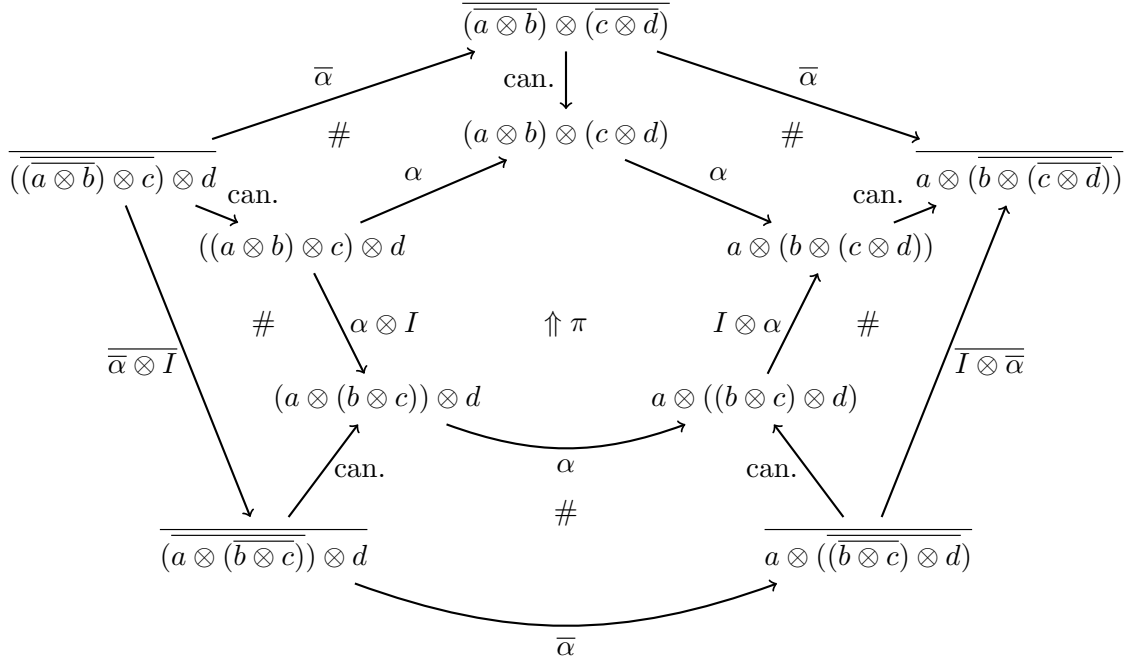 $\overline{(\overline{a \otimes b}) \otimes (\overline{c \otimes d})}$
$\overline{\alpha}$ can. $\overline{\alpha}$
# $(a \otimes b) \otimes (c \otimes d)$ #
$\overline{(\overline{(\overline{a \otimes b}) \otimes c}) \otimes d}$ can. $\alpha$ $\alpha$ can. $\overline{a \otimes (\overline{b \otimes (\overline{c \otimes d})})}$
$((a \otimes b) \otimes c) \otimes d$ $a \otimes (b \otimes (c \otimes d))$
# $\alpha \otimes I$ $\Uparrow \pi$ $I \otimes \alpha$ #
$\overline{\overline{\alpha} \otimes I}$ $\overline{I \otimes \overline{\alpha}}$
$(a \otimes (b \otimes c)) \otimes d$ $a \otimes ((b \otimes c) \otimes d)$
can. $\alpha$ can.
#
$\overline{(\overline{a \otimes (\overline{b \otimes c})}) \otimes d}$ $\overline{a \otimes (\overline{(\overline{b \otimes c}) \otimes d})}$
$\overline{\alpha}$